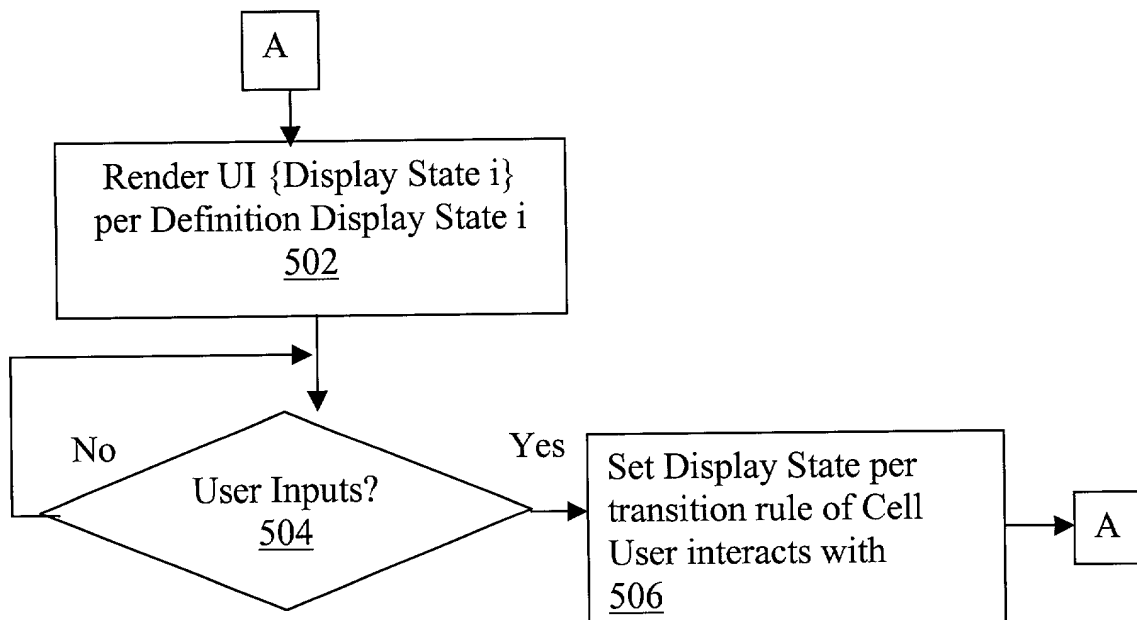 A
Render UI {Display State i}
per Definition Display State i
502
No
Yes
User Inputs?
504
Set Display State per
transition rule of Cell
User interacts with
506
A